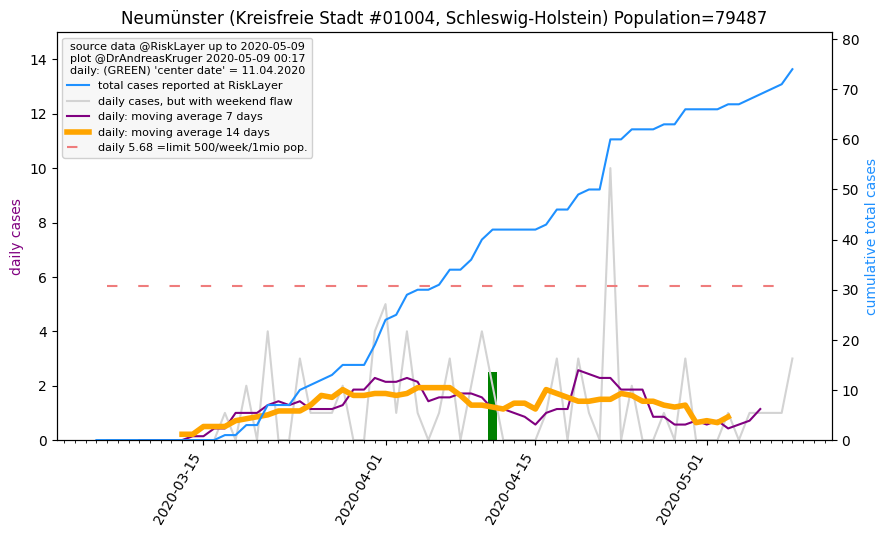 Neumünster (Kreisfreie Stadt #01004, Schleswig-Holstein) Population=79487
source data @RiskLayer up to 2020-05-09
plot @DrAndreasKruger 2020-05-09 00:17
daily: (GREEN) 'center date' = 11.04.2020
total cases reported at RiskLayer
daily cases, but with weekend flaw
daily: moving average 7 days
daily: moving average 14 days
daily 5.68 =limit 500/week/1mio pop.
daily cases
14
12
10
8
6
4
2
0
cumulative total cases
80
70
60
50
40
30
20
10
0
2020-03-15
2020-04-01
2020-04-15
2020-05-01